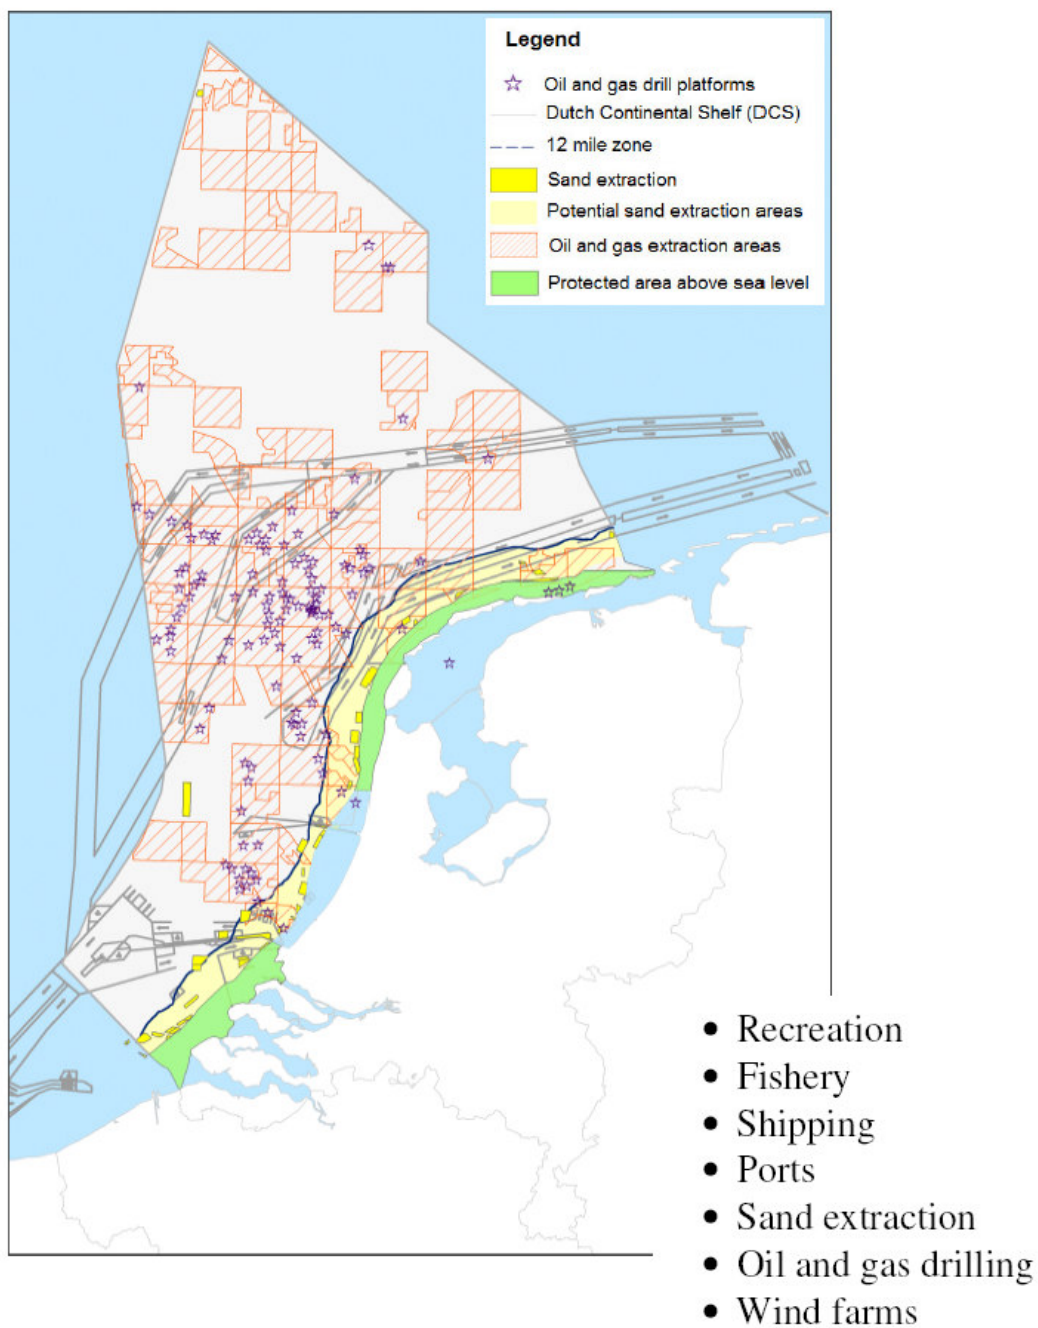 Legend
Oil and gas drill platforms
Dutch Continental Shelf (DCS)
12 mile zone
Sand extraction
Potential sand extraction areas
Oil and gas extraction areas
Protected area above sea level
• Recreation
• Fishery
• Shipping
• Ports
• Sand extraction
• Oil and gas drilling
• Wind farms